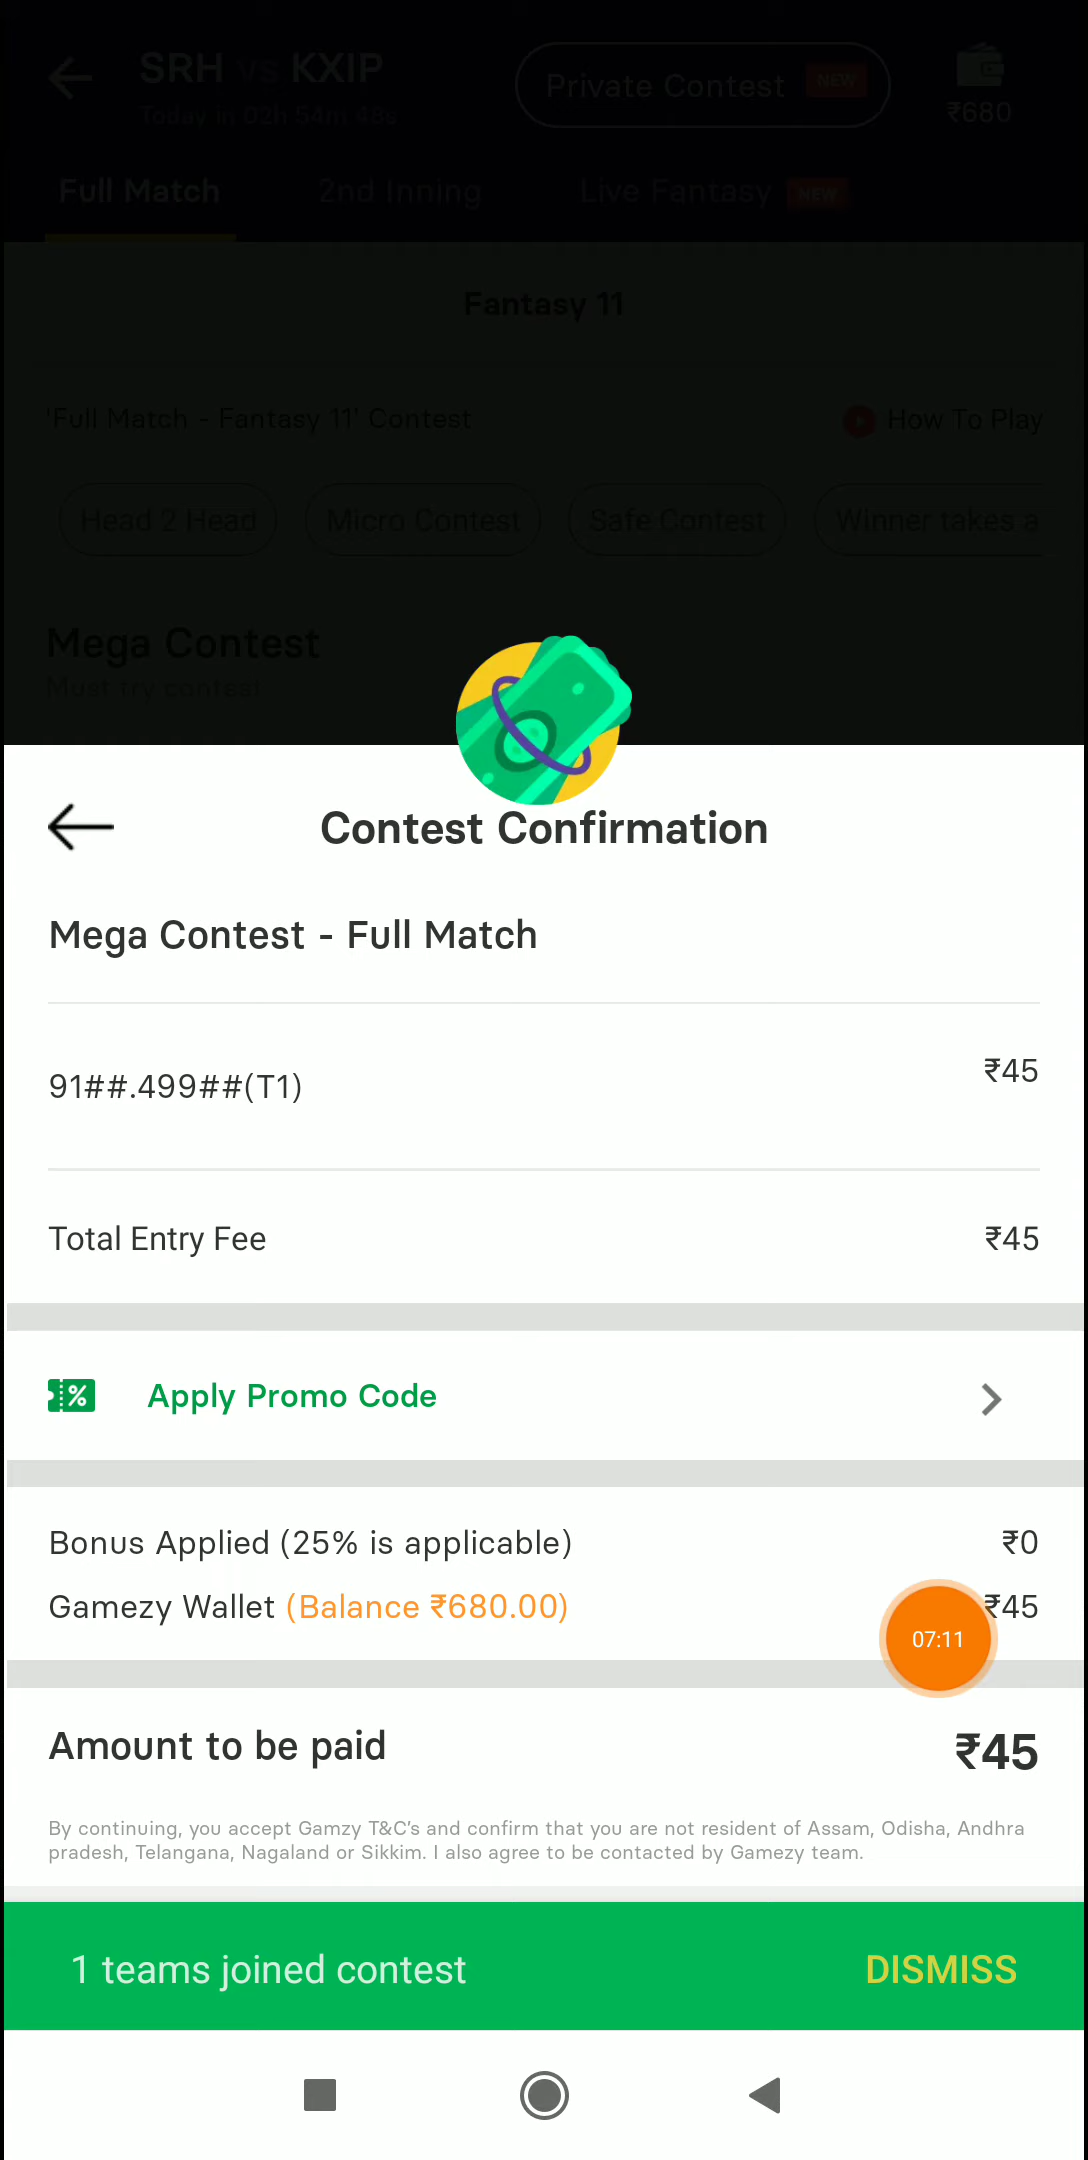 SRH vs KXIP
Today in 02h 54m 48s
Private Contest NEW
₹680
Full Match
2nd Inning
Live Fantasy NEW
Fantasy 11
'Full Match - Fantasy 11' Contest
How To Play
Head 2 Head
Micro Contest
Safe Contest
Winner takes a
Mega Contest
Must try contest
Contest Confirmation
Mega Contest - Full Match
91##.499##(T1)
₹45
Total Entry Fee
₹45
% Apply Promo Code
Bonus Applied (25% is applicable)
₹0
Gamezy Wallet (Balance ₹680.00)
₹45
07:11
Amount to be paid
₹45
By continuing, you accept Gamzy T&C's and confirm that you are not resident of Assam, Odisha, Andhra
pradesh, Telangana, Nagaland or Sikkim. I also agree to be contacted by Gamezy team.
1 teams joined contest
DISMISS